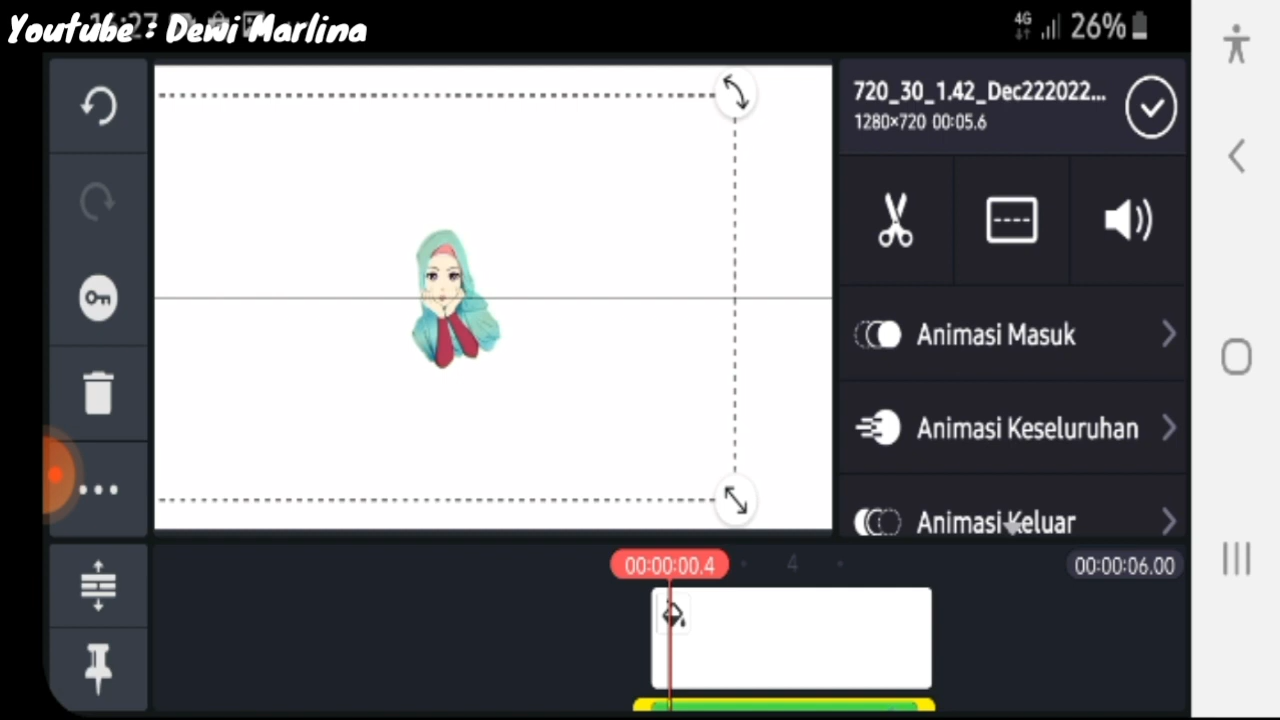 Youtube : Dewi Marlina
4G
26%
720_30_1.42_Dec222022...
1280×720 00:05.6
Animasi Masuk
Animasi Keseluruhan
Animasi Keluar
00:00:00.4
4
00:00:06.00